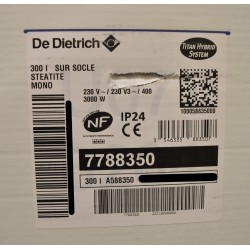 De Dietrich
TITAN HYBRID
SYSTEM
300 l SUR SOCLE
STEATITE
MONO
230 V~ / 230 V3~ / 400
3000 W
NF
IP24
7788350
300 l A588350